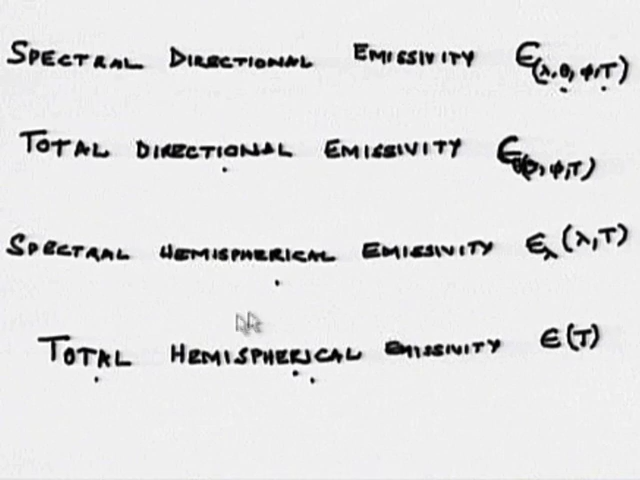 SPECTRAL DIRECTIONAL EMISSIVITY ϵ(λ,θ,φ,T)
TOTAL DIRECTIONAL EMISSIVITY ϵ(θ,φ,T)
SPECTRAL HEMISPHERICAL EMISSIVITY ϵλ(λ,T)
TOTAL HEMISPHERICAL EMISSIVITY ϵ(T)